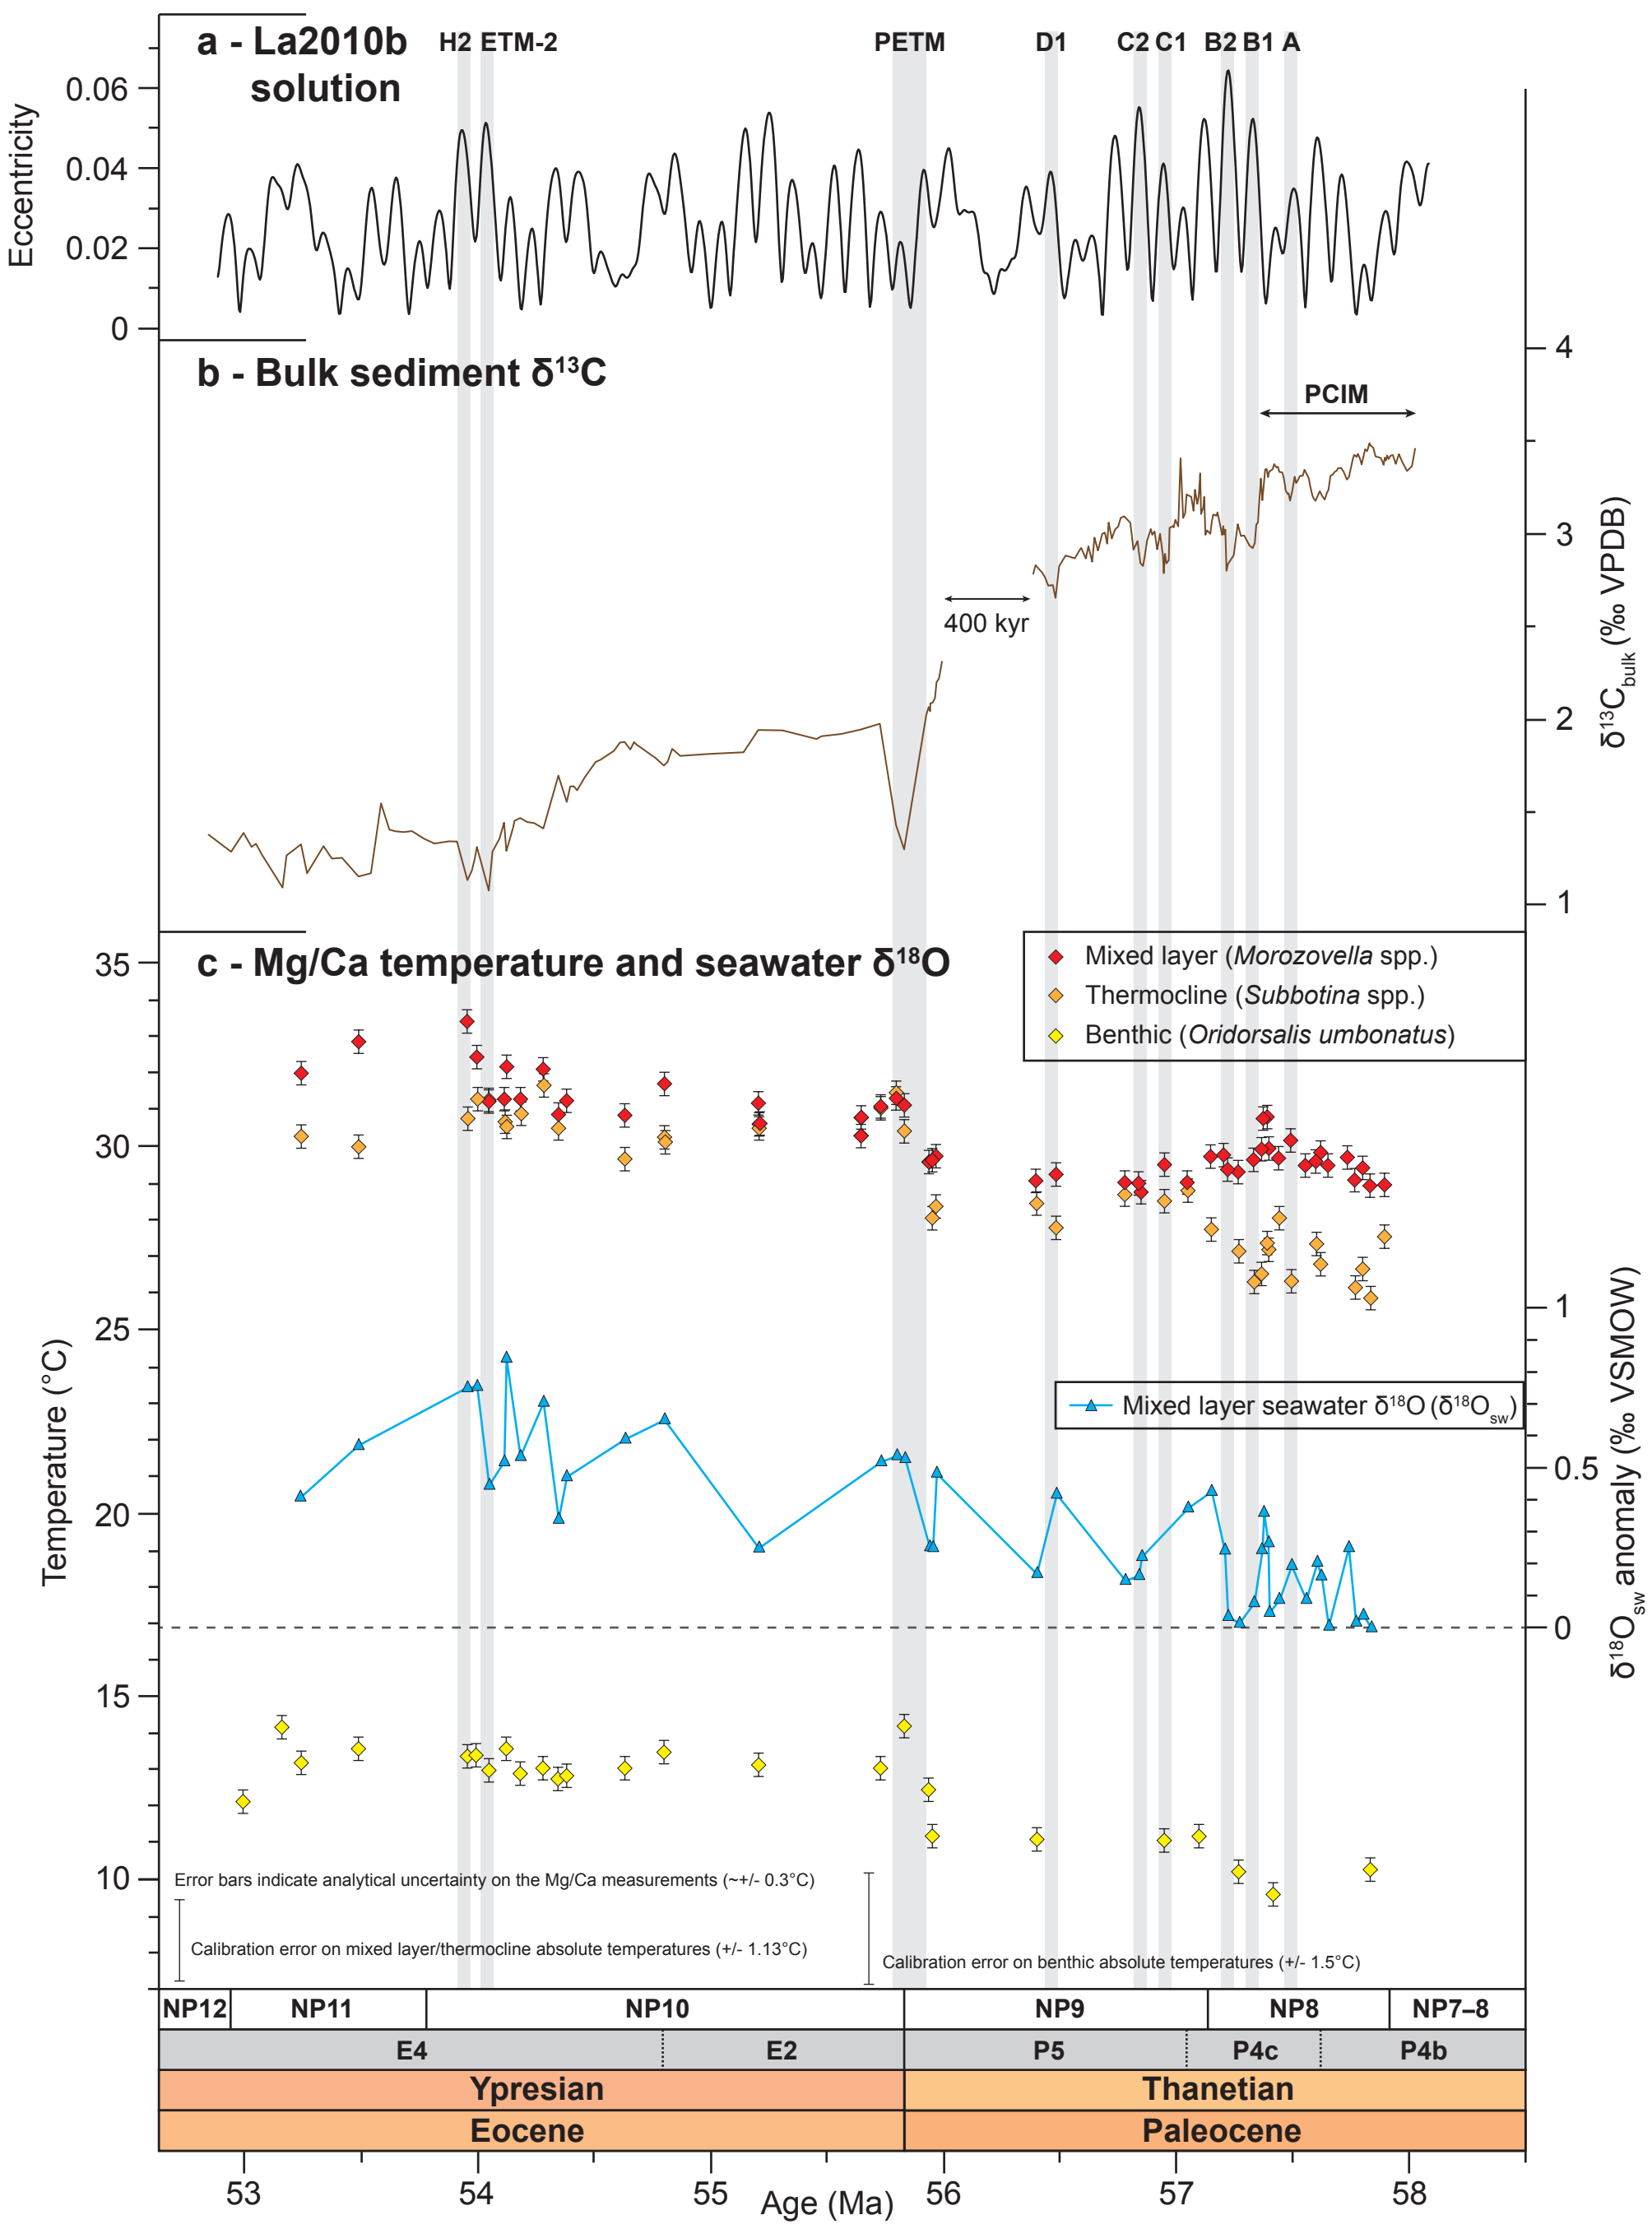 a - La2010b
solution
H2 ETM-2 PETM D1 C2 C1 B2 B1 A
Eccentricity
0.06
0.04
0.02
0
b - Bulk sediment δ¹³C
PCIM
400 kyr
4
3
2
1
δ¹³C_bulk (‰ VPDB)
c - Mg/Ca temperature and seawater δ¹⁸O
Mixed layer (Morozovella spp.)
Thermocline (Subbotina spp.)
Benthic (Oridorsalis umbonatus)
35
30
25
20
15
10
Temperature (°C)
Mixed layer seawater δ¹⁸O (δ¹⁸O_sw)
1
0.5
0
δ¹⁸O_sw anomaly (‰ VSMOW)
Error bars indicate analytical uncertainty on the Mg/Ca measurements (~+/- 0.3°C)
Calibration error on mixed layer/thermocline absolute temperatures (+/- 1.13°C)
Calibration error on benthic absolute temperatures (+/- 1.5°C)
NP12 NP11 NP10 NP9 NP8 NP7–8
E4 E2 P5 P4c P4b
Ypresian Thanetian
Eocene Paleocene
53 54 55 56 57 58
Age (Ma)